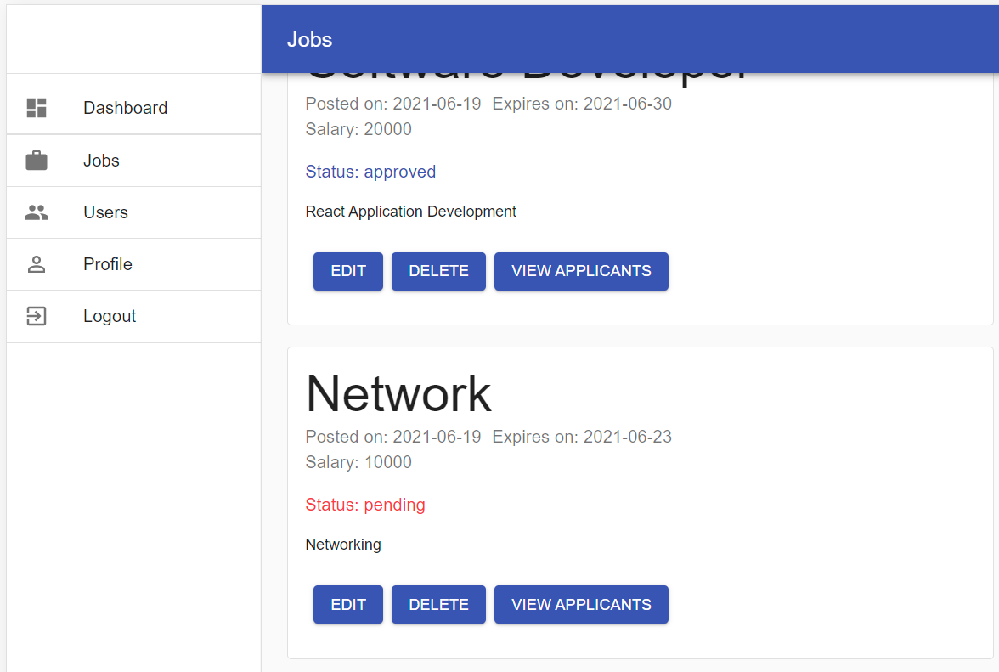 Jobs
Dashboard
Jobs
Users
Profile
Logout
Software Developer
Posted on: 2021-06-19 Expires on: 2021-06-30
Salary: 20000
Status: approved
React Application Development
EDIT DELETE VIEW APPLICANTS
Network
Posted on: 2021-06-19 Expires on: 2021-06-23
Salary: 10000
Status: pending
Networking
EDIT DELETE VIEW APPLICANTS